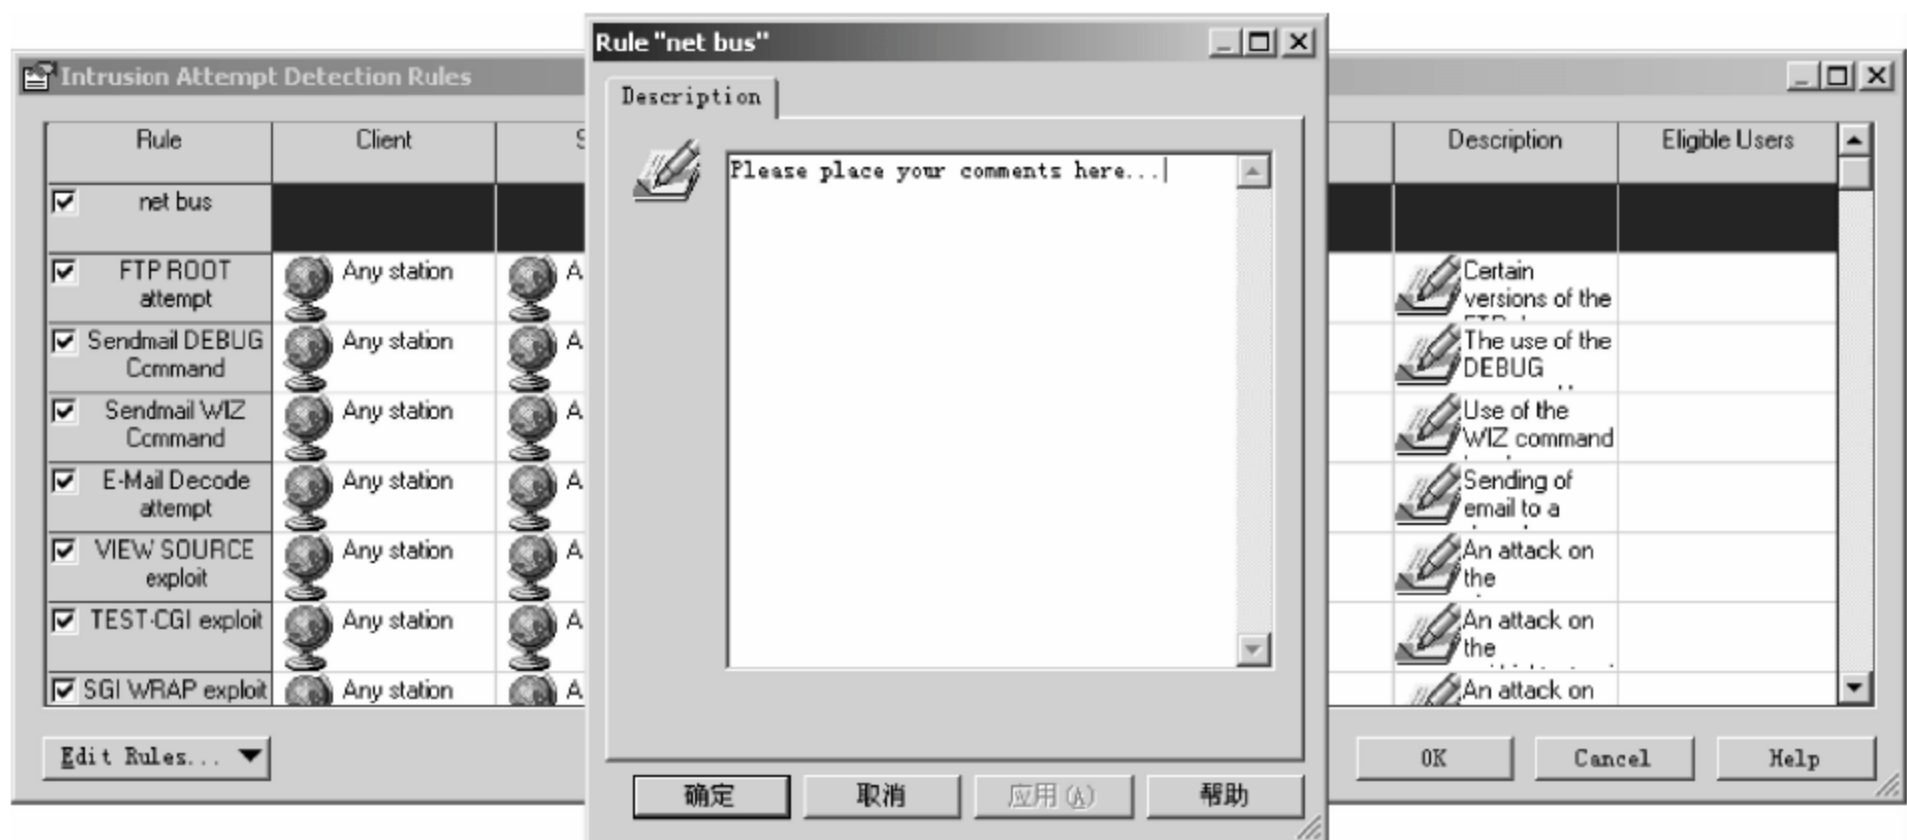 Rule "net bus"
Intrusion Attempt Detection Rules
Description
Rule
Client
S
Description
Eligible Users
Please place your comments here...
net bus
FTP ROOT
attempt
Any station
A
Certain
versions of the
Sendmail DEBUG
Command
Any station
A
The use of the
DEBUG
Sendmail WIZ
Command
Any station
A
Use of the
WIZ command
E-Mail Decode
attempt
Any station
A
Sending of
email to a
VIEW SOURCE
exploit
Any station
A
An attack on
the
TEST-CGI exploit
Any station
A
An attack on
the
SGI WRAP exploit
Any station
A
An attack on
Edit Rules...
OK
Cancel
Help
确定
取消
应用(A)
帮助